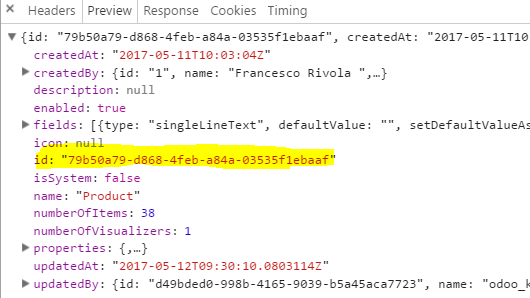 × Headers Preview Response Cookies Timing
▼{id: "79b50a79-d868-4feb-a84a-03535f1ebaaf", createdAt: "2017-05-11T10
createdAt: "2017-05-11T10:03:04Z"
▶createdBy: {id: "1", name: "Francesco Rivola ",…}
description: null
enabled: true
▶fields: [{type: "singleLineText", defaultValue: "", setDefaultValueAs
icon: null
id: "79b50a79-d868-4feb-a84a-03535f1ebaaf"
isSystem: false
name: "Product"
numberOfItems: 38
numberOfVisualizers: 1
▶properties: {,…}
updatedAt: "2017-05-12T09:30:10.0803114Z"
▶updatedBy: {id: "d49bded0-998b-4165-9039-b5a45aca7723", name: "odoo_k